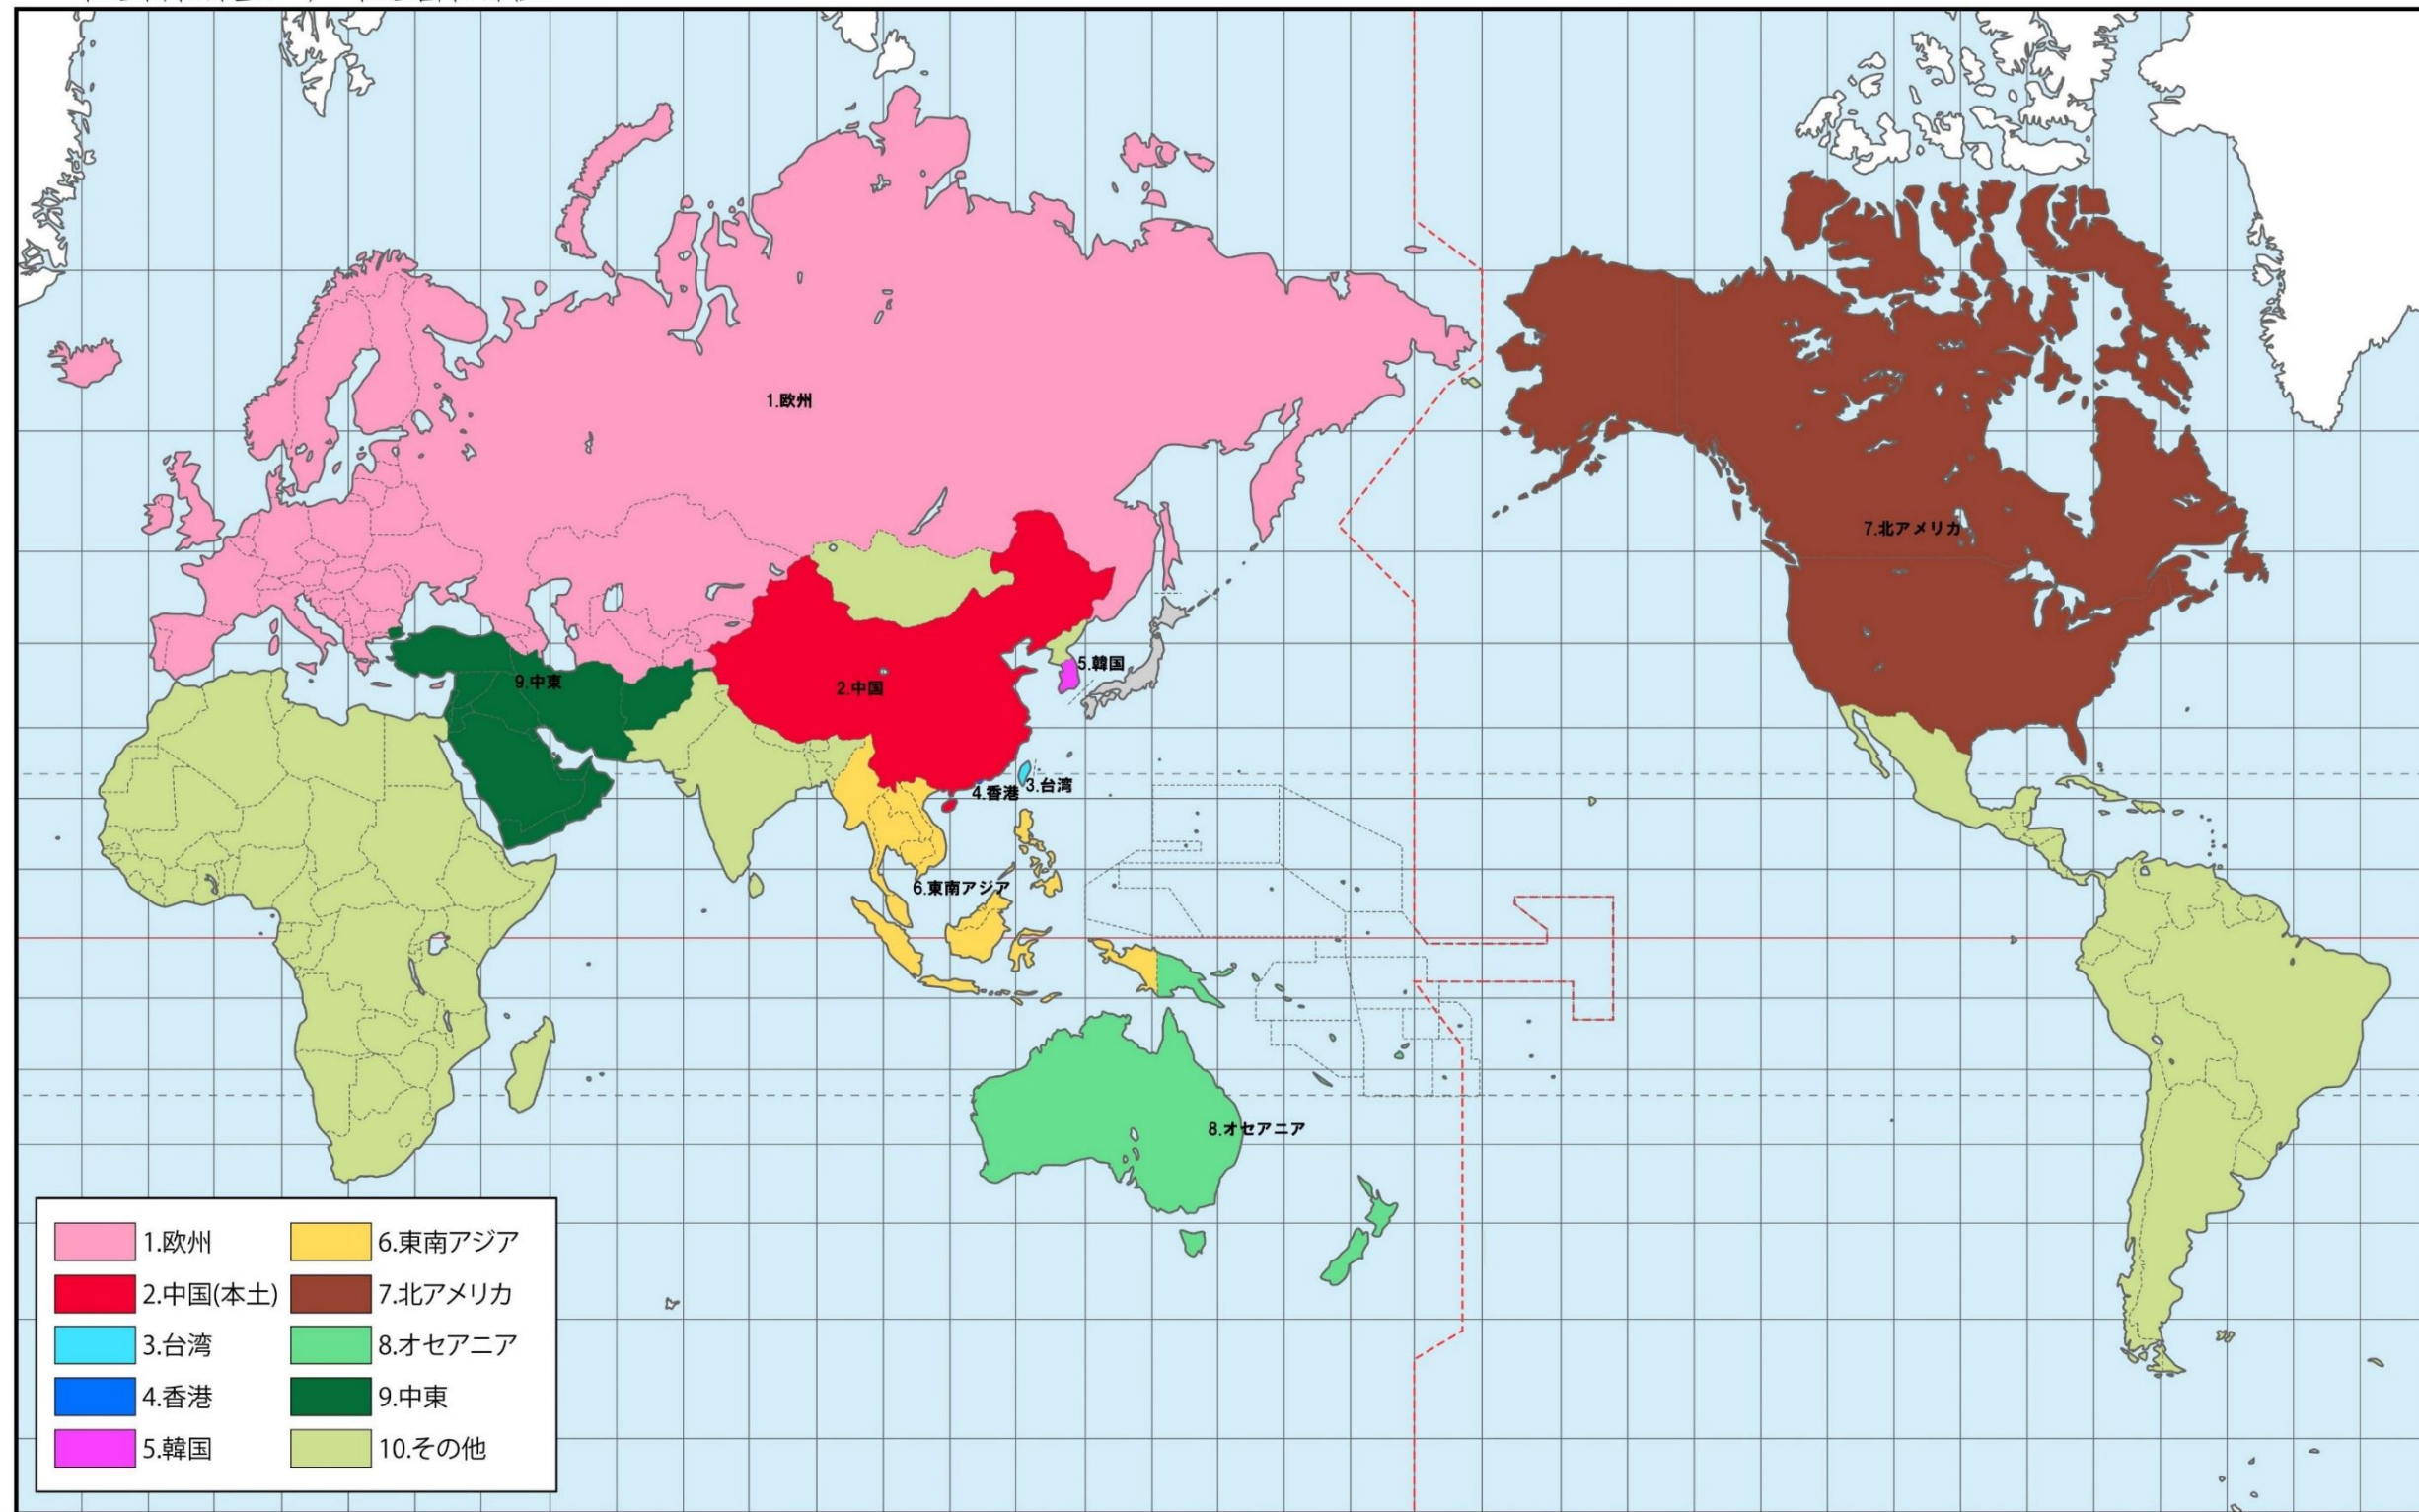 1.欧州
9.中東
5.韓国
2.中国
7.北アメリカ
4.香港
3.台湾
6.東南アジア
8.オセアニア
1.欧州
2.中国(本土)
3.台湾
4.香港
5.韓国
6.東南アジア
7.北アメリカ
8.オセアニア
9.中東
10.その他